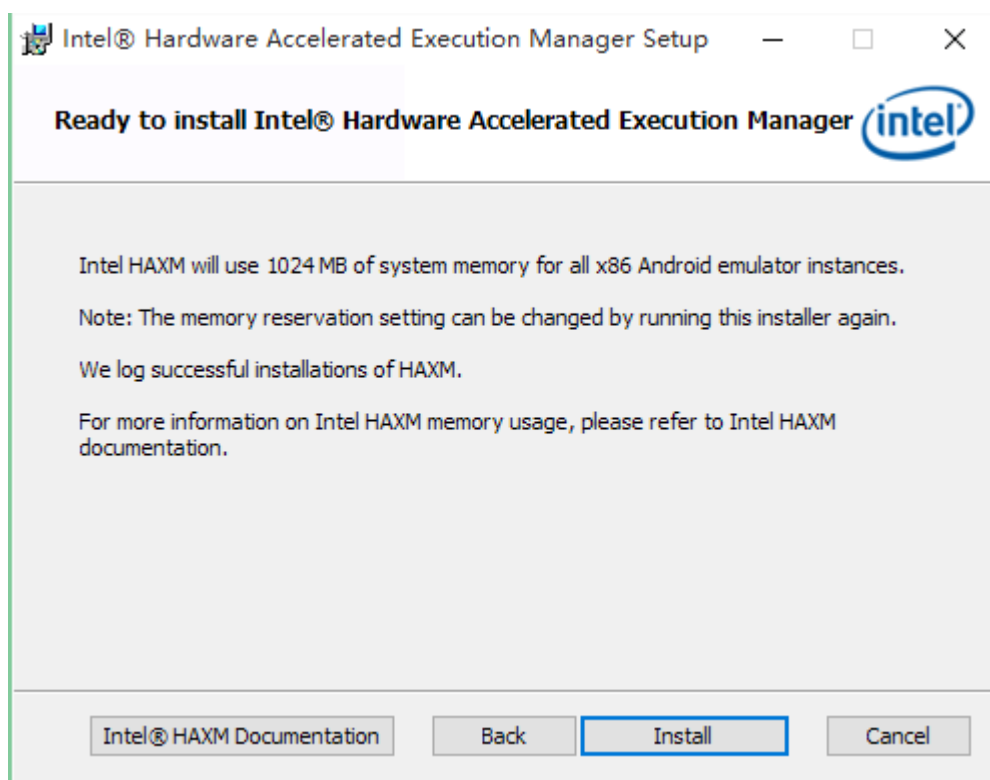 Intel® Hardware Accelerated Execution Manager Setup
Ready to install Intel® Hardware Accelerated Execution Manager
intel
Intel HAXM will use 1024 MB of system memory for all x86 Android emulator instances.
Note: The memory reservation setting can be changed by running this installer again.
We log successful installations of HAXM.
For more information on Intel HAXM memory usage, please refer to Intel HAXM
documentation.
Intel® HAXM Documentation
Back
Install
Cancel